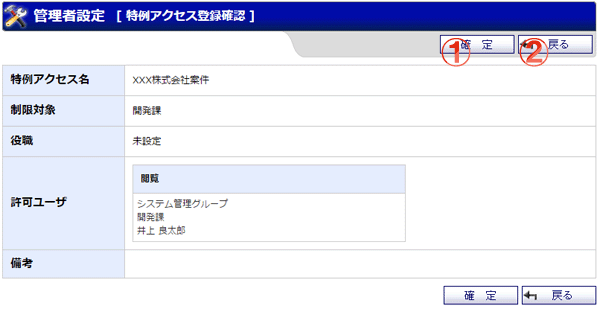 管理者設定 [ 特例アクセス登録確認 ]
① 確 定 ② 戻る
特例アクセス名 XXX株式会社案件
制限対象 開発課
役職 未設定
閲覧
許可ユーザ システム管理グループ
開発課
井上 良太郎
備考
確 定 戻る